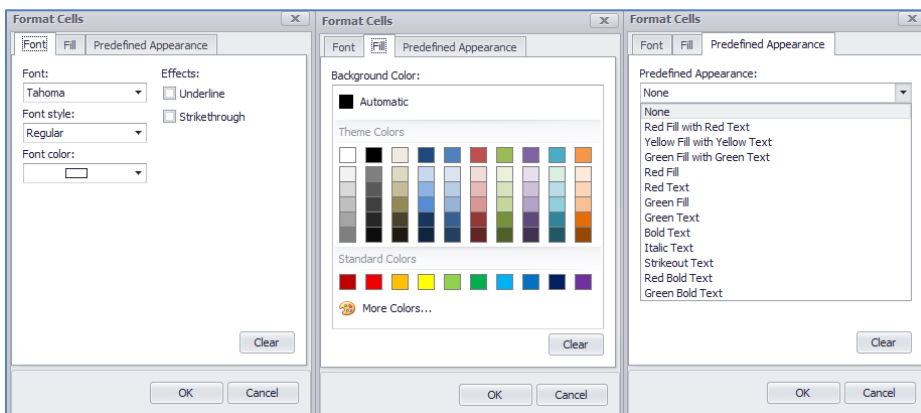 Format Cells
Font Fill Predefined Appearance
Font:
Effects:
Tahoma
Underline
Font style:
Strikethrough
Regular
Font color:
Clear
OK Cancel
Format Cells
Font Fill Predefined Appearance
Background Color:
Automatic
Theme Colors
Standard Colors
More Colors...
Clear
OK Cancel
Format Cells
Font Fill Predefined Appearance
Predefined Appearance:
None
None
Red Fill with Red Text
Yellow Fill with Yellow Text
Green Fill with Green Text
Red Fill
Red Text
Green Fill
Green Text
Bold Text
Italic Text
Strikeout Text
Red Bold Text
Green Bold Text
Clear
OK Cancel